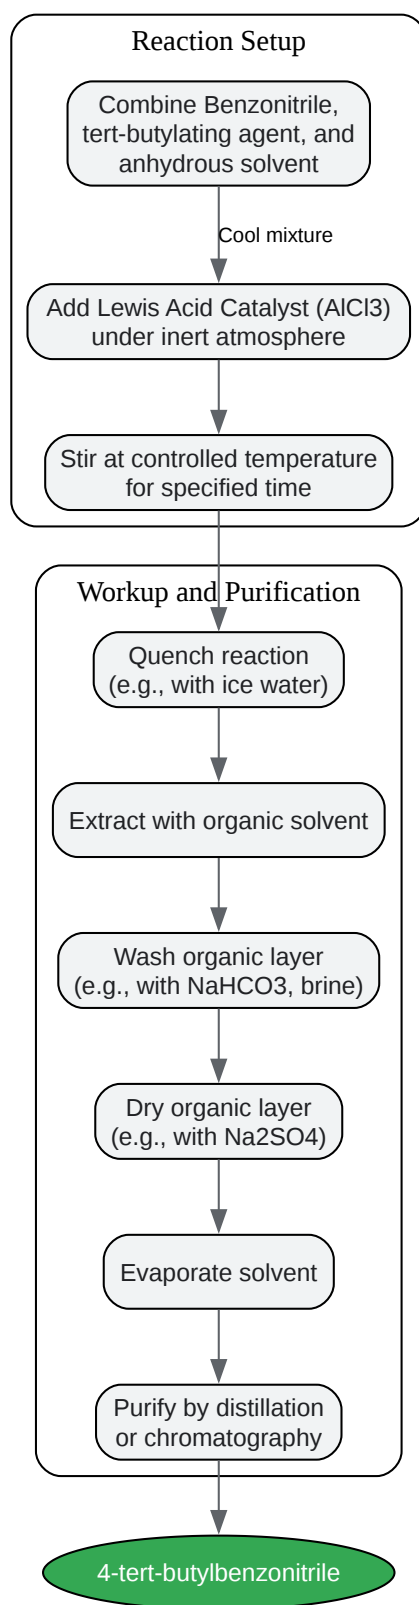 Reaction Setup
Combine Benzonitrile,
tert-butylating agent, and
anhydrous solvent
Cool mixture
Add Lewis Acid Catalyst (AlCl3)
under inert atmosphere
Stir at controlled temperature
for specified time
Workup and Purification
Quench reaction
(e.g., with ice water)
Extract with organic solvent
Wash organic layer
(e.g., with NaHCO3, brine)
Dry organic layer
(e.g., with Na2SO4)
Evaporate solvent
Purify by distillation
or chromatography
4-tert-butylbenzonitrile